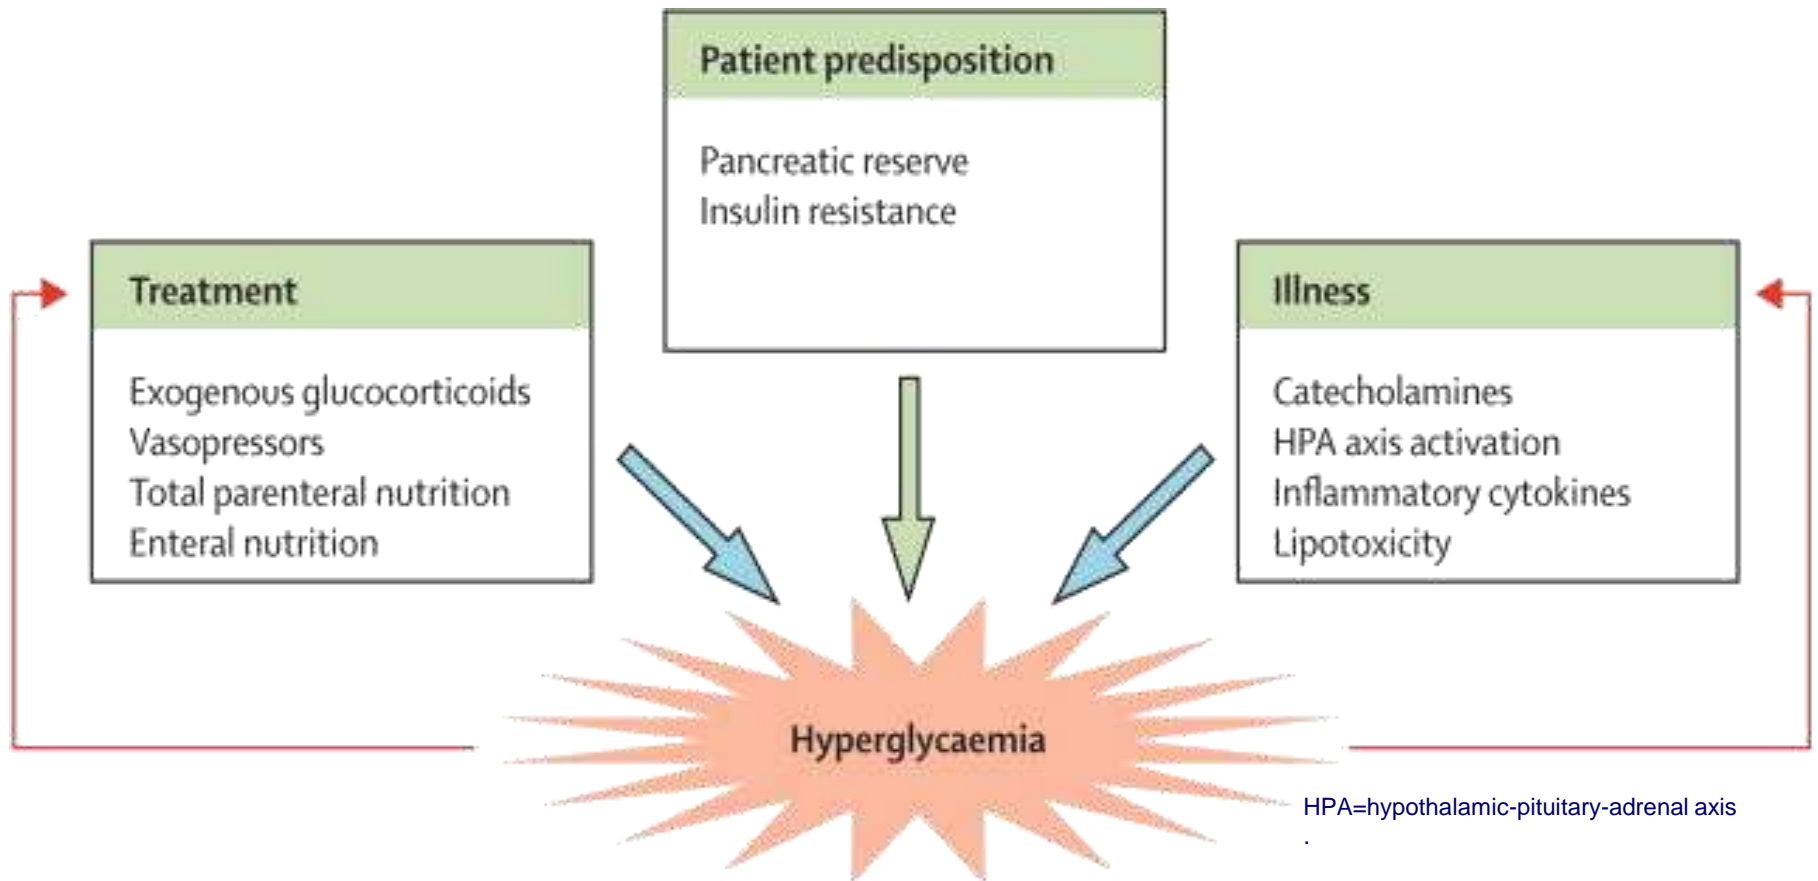 Patient predisposition
Pancreatic reserve
Insulin resistance
Treatment
Exogenous glucocorticoids
Vasopressors
Total parenteral nutrition
Enteral nutrition
Illness
Catecholamines
HPA axis activation
Inflammatory cytokines
Lipotoxicity
Hyperglycaemia
HPA=hypothalamic-pituitary-adrenal axis
.